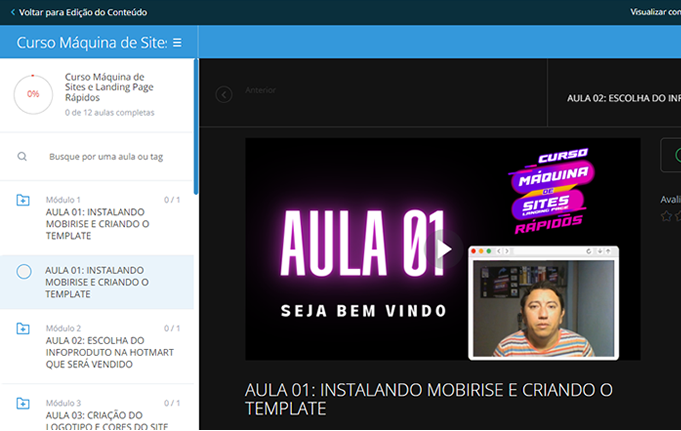 Voltar para Edição do Conteúdo
Visualizar con
Curso Máquina de Sites
0%
Curso Máquina de
Sites e Landing Page
Rápidos
0 de 12 aulas completas
Busque por uma aula ou tag
Módulo 1
0 / 1
AULA 01: INSTALANDO
MOBIRISE E CRIANDO O
TEMPLATE
AULA 01: INSTALANDO
MOBIRISE E CRIANDO O
TEMPLATE
Módulo 2
0 / 1
AULA 02: ESCOLHA DO
INFOPRODUTO NA HOTMART
QUE SERÁ VENDIDO
Módulo 3
0 / 1
AULA 03: CRIAÇÃO DO
LOGOTIPO E CORES DO SITE
Anterior
AULA 02: ESCOLHA DO INF
CURSO
MÁQUINA
DE
SITES
LANDING PAGE
RÁPIDOS
AULA 01
SEJA BEM VINDO
Avali
AULA 01: INSTALANDO MOBIRISE E CRIANDO O
TEMPLATE